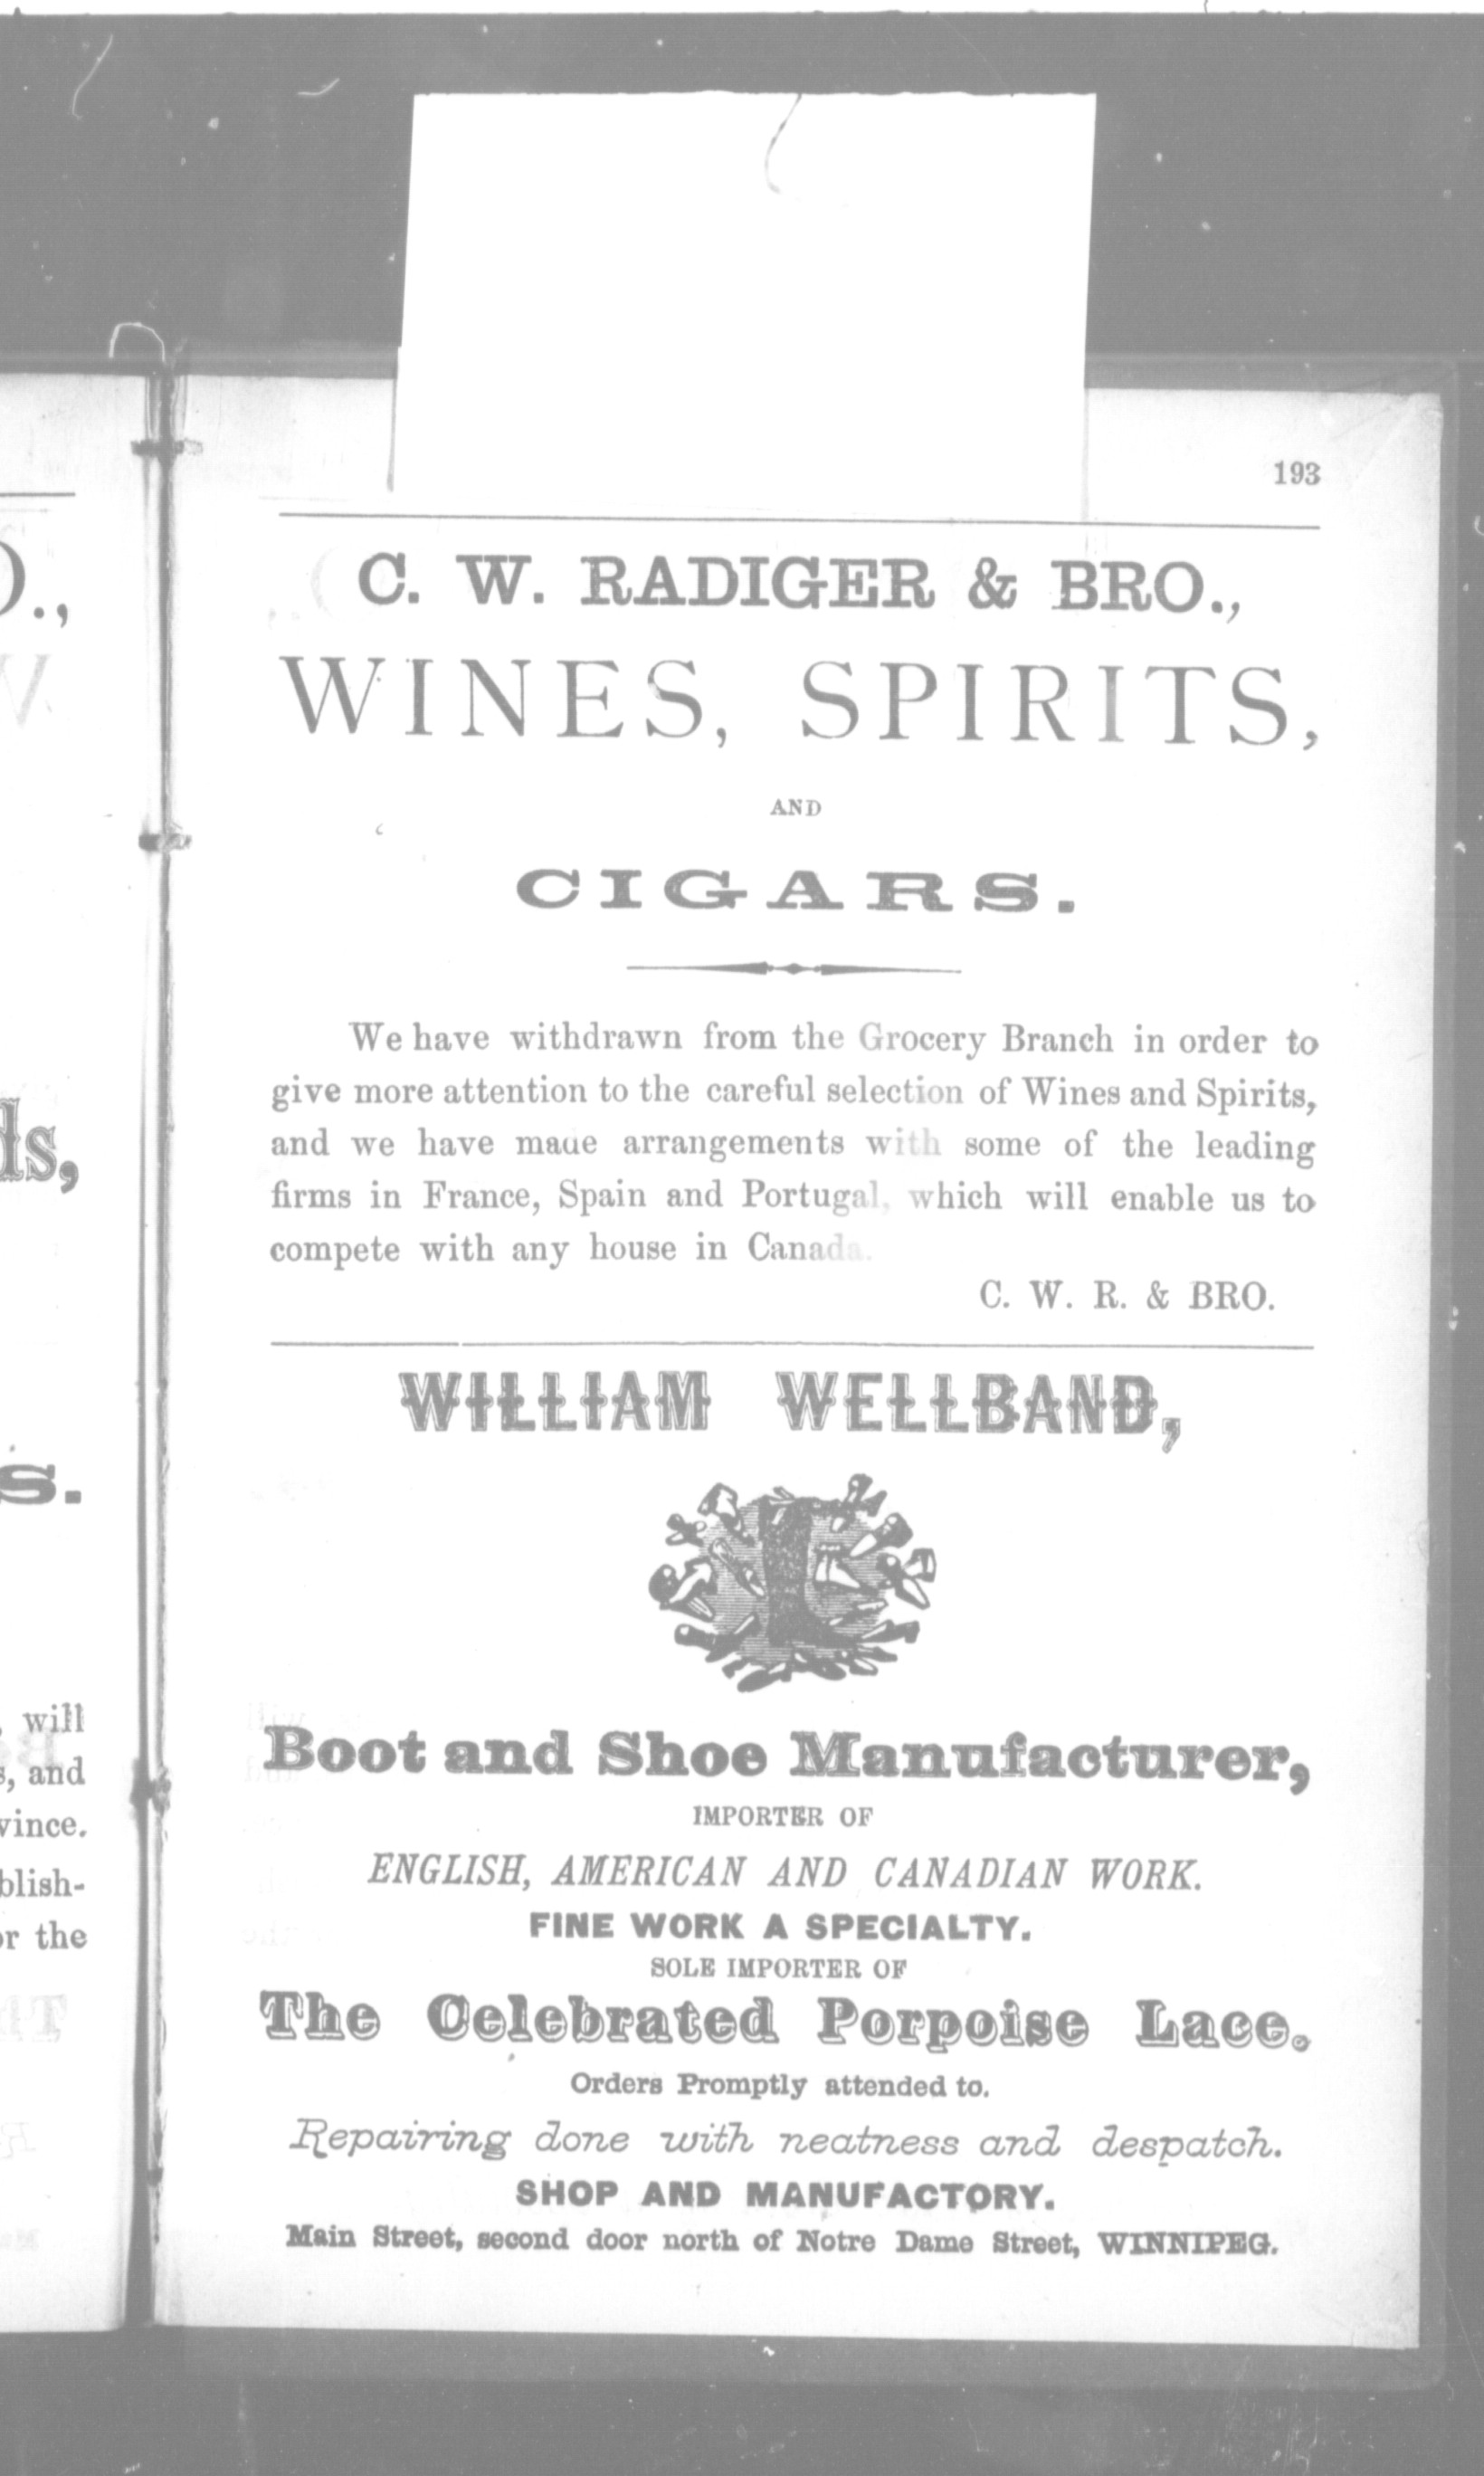 193
C. W. RADIGER & BRO.,
WINES, SPIRITS,
AND
CIGARS.
We have withdrawn from the Grocery Branch in order to
give more attention to the careful selection of Wines and Spirits,
and we have made arrangements with some of the leading
firms in France, Spain and Portugal, which will enable us to
compete with any house in Canada.
C. W. R. & BRO.
WILLIAM WELLBAND,
Boot and Shoe Manufacturer,
IMPORTER OF
ENGLISH, AMERICAN AND CANADIAN WORK.
FINE WORK A SPECIALTY.
SOLE IMPORTER OF
The Celebrated Porpoise Lace.
Orders Promptly attended to.
Repairing done with neatness and despatch.
SHOP AND MANUFACTORY.
Main Street, second door north of Notre Dame Street, WINNIPEG.
will
and
the